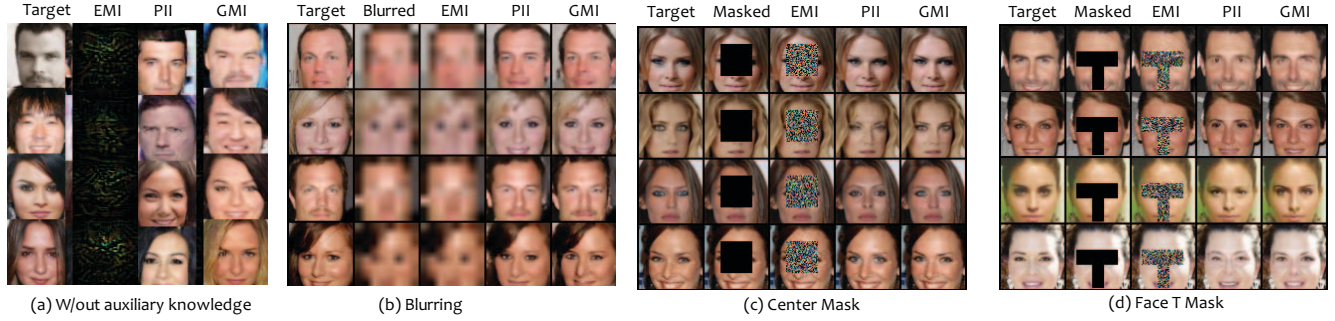 Target EMI PII GMI
Target Blurred EMI PII GMI
Target Masked EMI PII GMI
Target Masked EMI PII GMI
(a) W/out auxiliary knowledge
(b) Blurring
(c) Center Mask
(d) Face T Mask